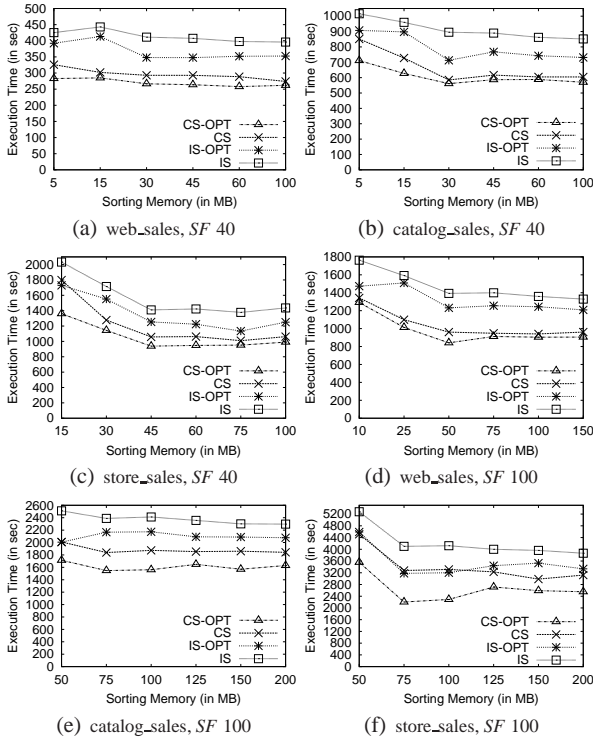 Execution Time (in sec)
500
450
400
350
300
250
200
150
100
50
0
CS-OPT
CS
IS-OPT
IS
5 15 30 45 60 100
Sorting Memory (in MB)
(a) web_sales, SF 40
Execution Time (in sec)
1000
900
800
700
600
500
400
300
200
100
0
CS-OPT
CS
IS-OPT
IS
5 15 30 45 60 100
Sorting Memory (in MB)
(b) catalog_sales, SF 40
Execution Time (in sec)
2000
1800
1600
1400
1200
1000
800
600
400
200
0
CS-OPT
CS
IS-OPT
IS
15 30 45 60 75 100
Sorting Memory (in MB)
(c) store_sales, SF 40
Execution Time (in sec)
1800
1600
1400
1200
1000
800
600
400
200
0
CS-OPT
CS
IS-OPT
IS
10 25 50 75 100 150
Sorting Memory (in MB)
(d) web_sales, SF 100
Execution Time (in sec)
2600
2400
2200
2000
1800
1600
1400
1200
1000
800
600
400
200
0
CS-OPT
CS
IS-OPT
IS
50 75 100 125 150 200
Sorting Memory (in MB)
(e) catalog_sales, SF 100
Execution Time (in sec)
5200
4800
4400
4000
3600
3200
2800
2400
2000
1600
1200
800
400
0
CS-OPT
CS
IS-OPT
IS
50 75 100 125 150 200
Sorting Memory (in MB)
(f) store_sales, SF 100